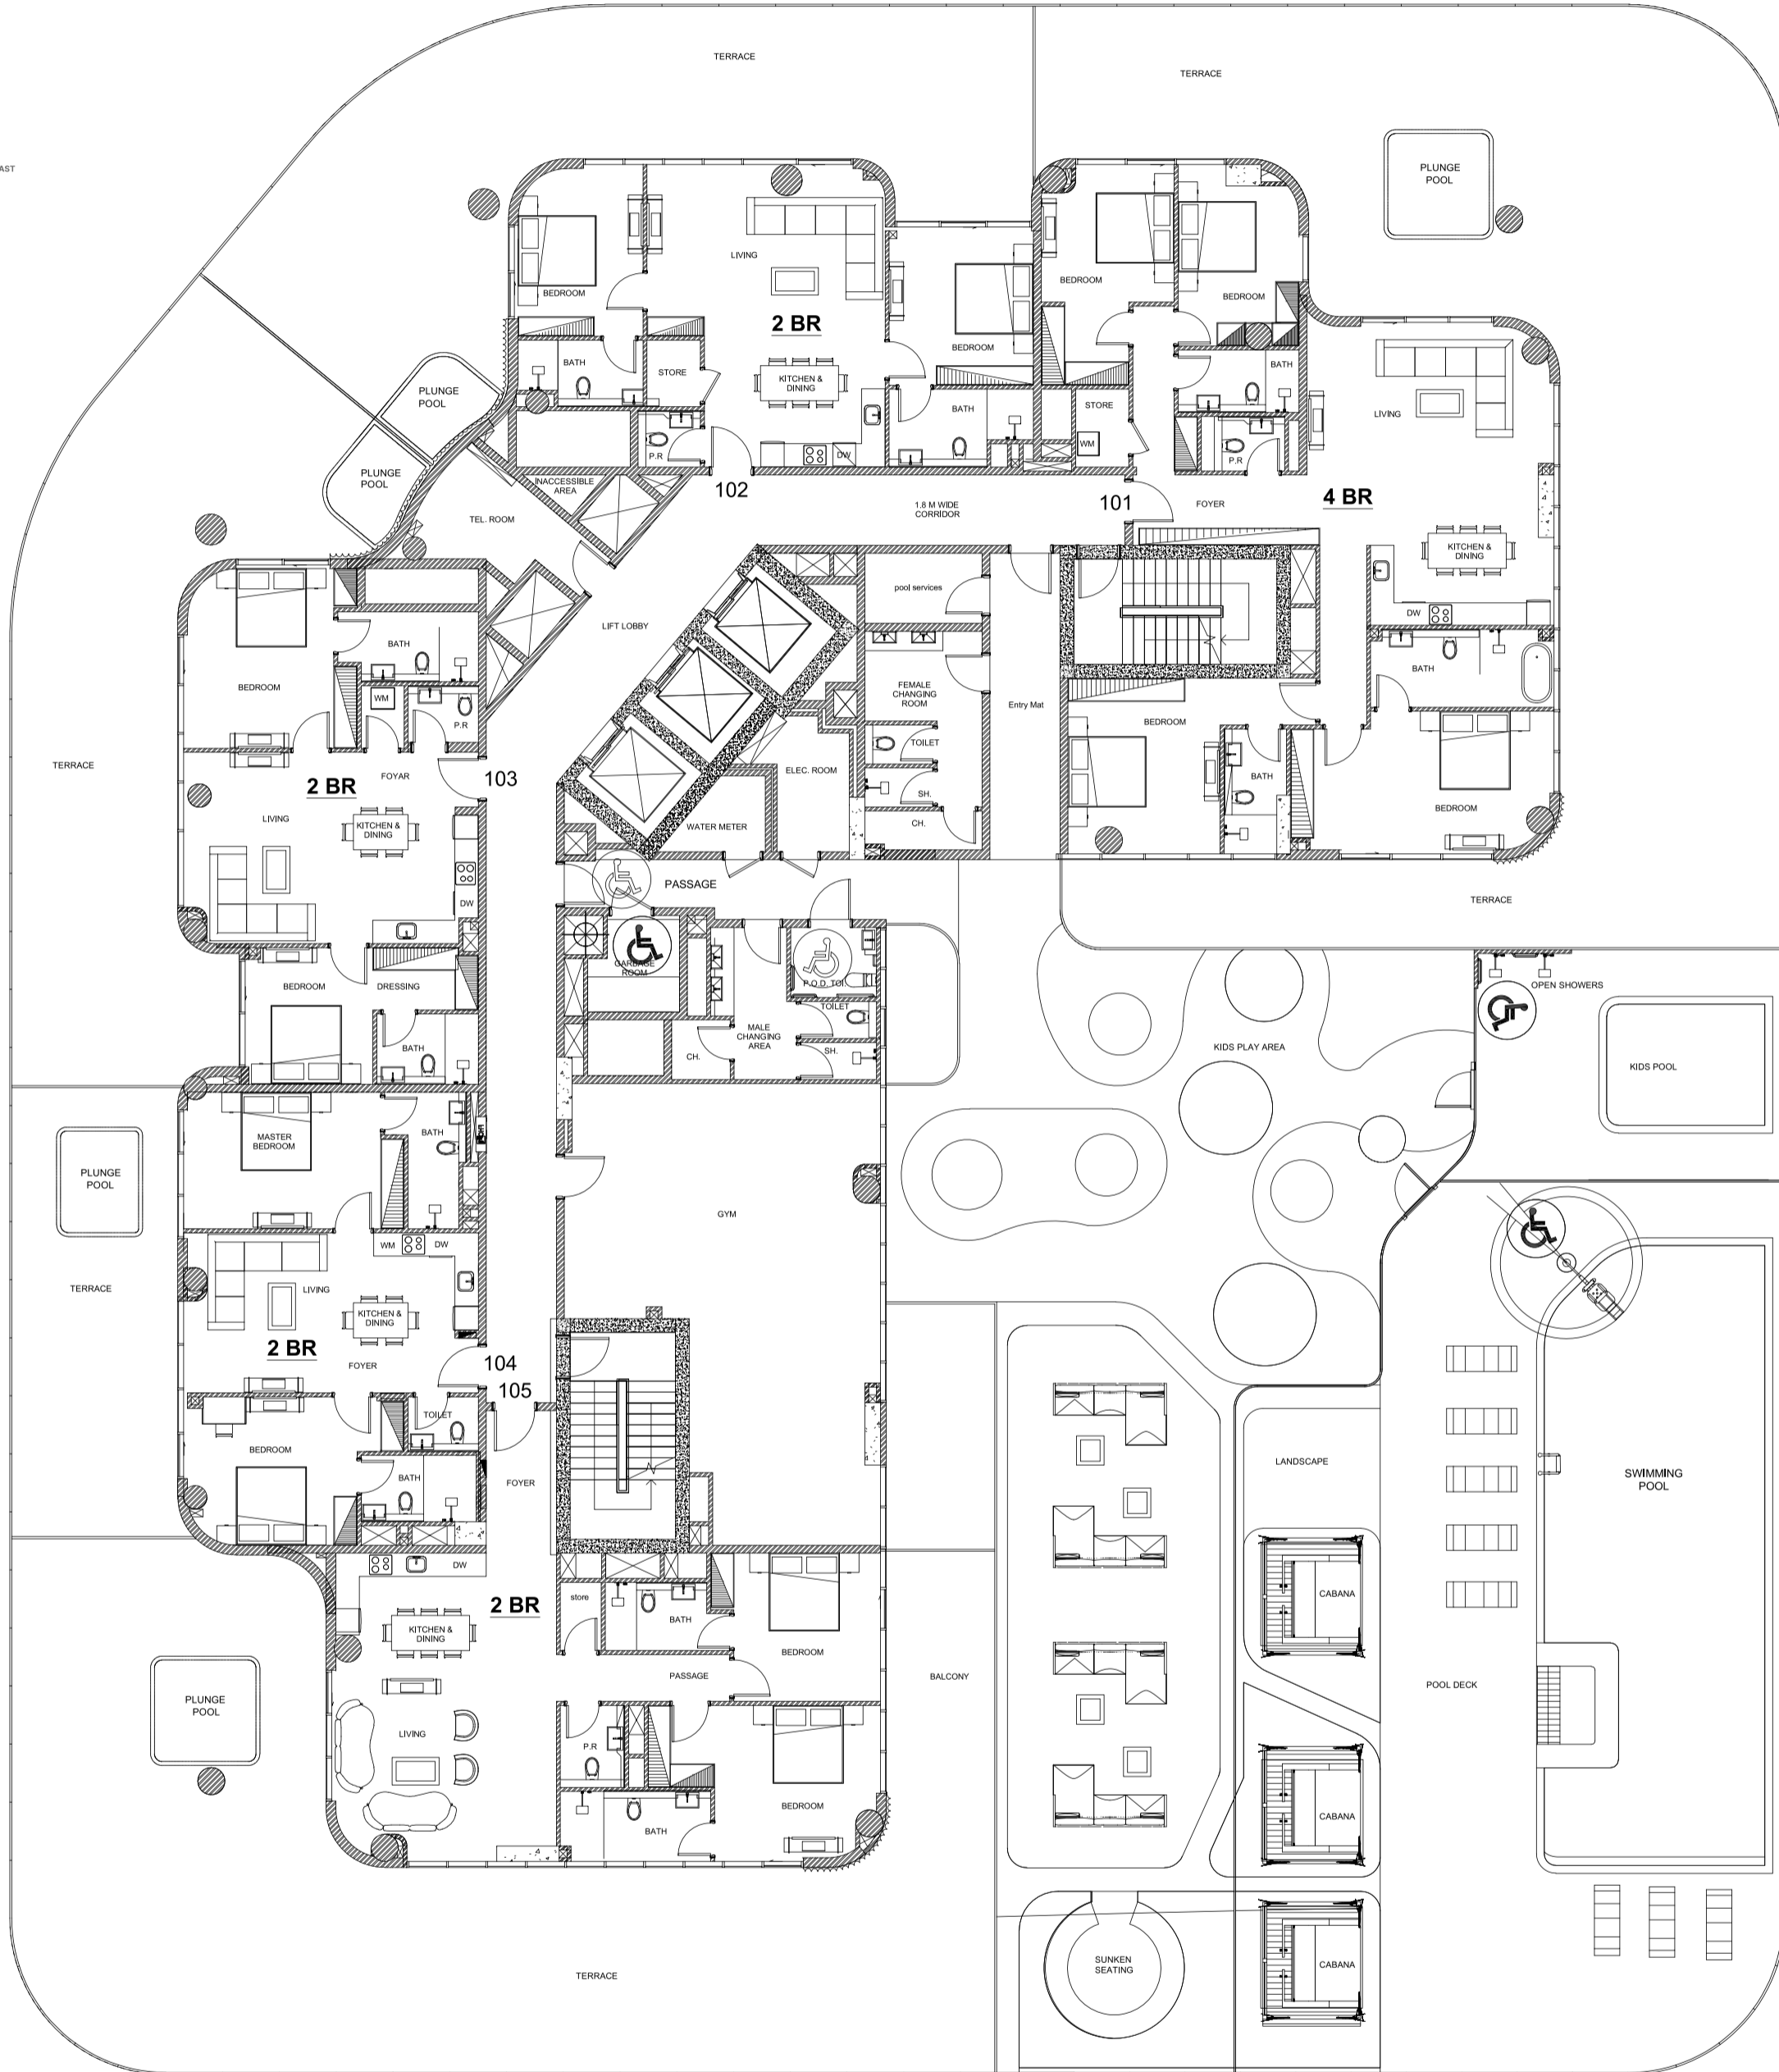 TERRACE
TERRACE
AST
PLUNGE
POOL
LIVING
BEDROOM
2 BR
BEDROOM
BEDROOM
BEDROOM
BATH
STORE
KITCHEN &
DINING
BATH
BATH
STORE
LIVING
PLUNGE
POOL
PLUNGE
POOL
P.R
DW
WM
P.R
INACCESSIBLE
AREA
102
1.8 M WIDE
CORRIDOR
101
FOYER
4 BR
TEL. ROOM
KITCHEN &
DINING
DW
pool services
LIFT LOBBY
BATH
BATH
BEDROOM
WM
P.R
FEMALE
CHANGING
ROOM
Entry Mat
BEDROOM
TOILET
TERRACE
FOYAR
103
2 BR
ELEC. ROOM
BATH
SH.
BEDROOM
LIVING
KITCHEN &
DINING
WATER METER
CH.
PASSAGE
DW
TERRACE
GARBAGE
ROOM
P.O.D. TOI.
BEDROOM
DRESSING
OPEN SHOWERS
TOILET
MALE
CHANGING
AREA
BATH
CH.
SH.
KIDS PLAY AREA
KIDS POOL
MASTER
BEDROOM
BATH
PLUNGE
POOL
GYM
WM
DW
TERRACE
LIVING
KITCHEN &
DINING
2 BR
FOYER
104
105
TOILET
BEDROOM
BATH
FOYER
LANDSCAPE
SWIMMING
POOL
DW
2 BR
store
BATH
CABANA
KITCHEN &
DINING
BEDROOM
PASSAGE
BALCONY
POOL DECK
PLUNGE
POOL
LIVING
P.R
BEDROOM
CABANA
BATH
SUNKEN
SEATING
CABANA
TERRACE